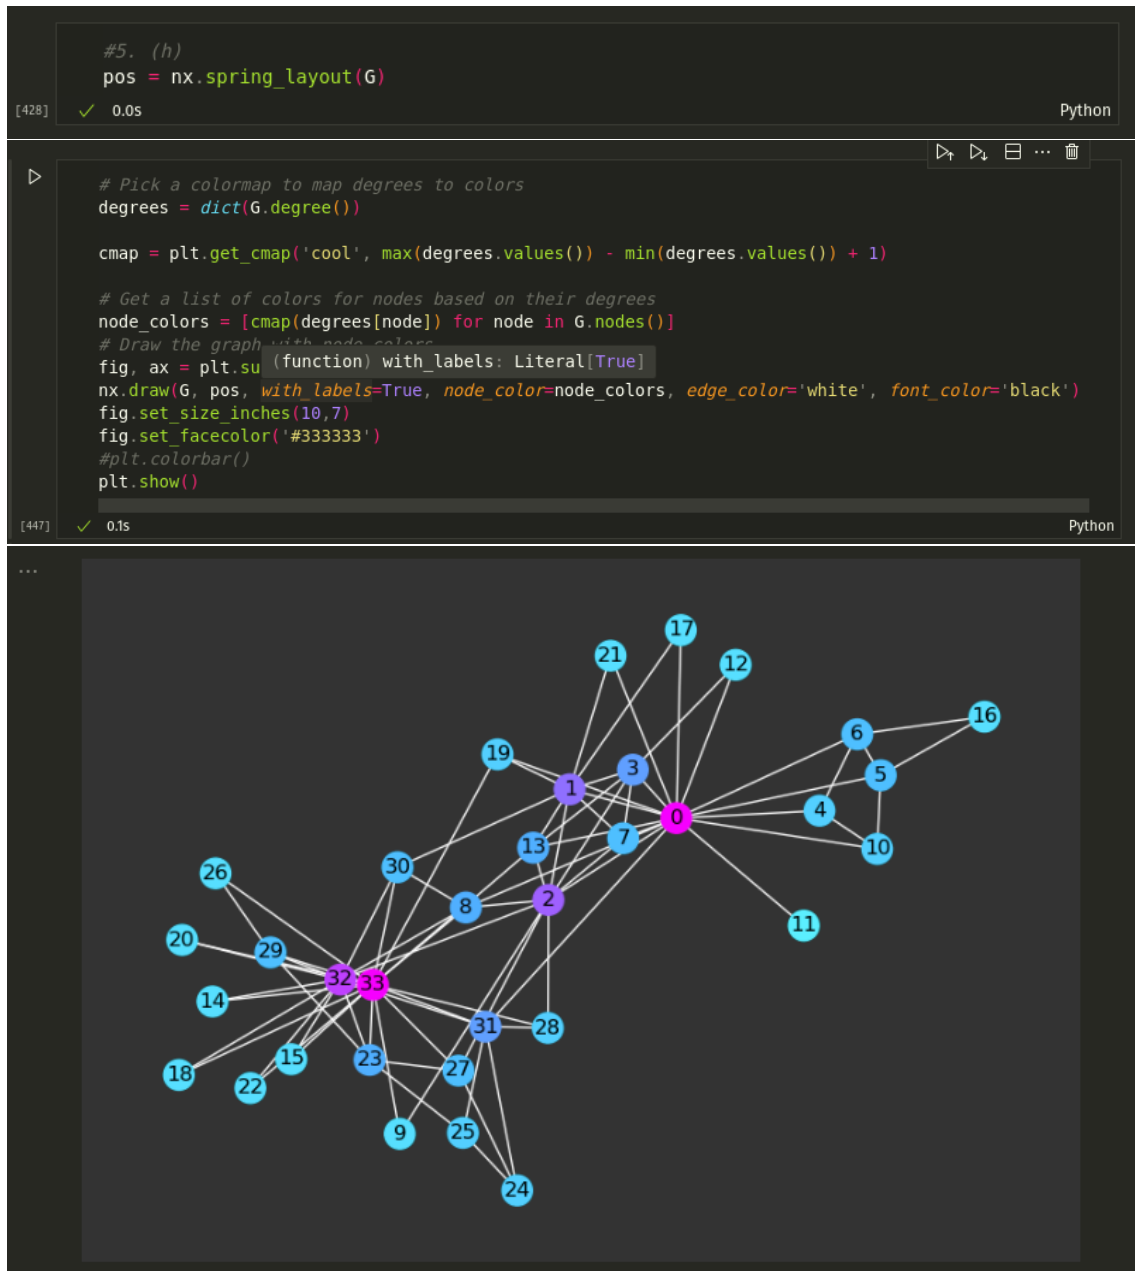 #5. (h)
pos = nx.spring_layout(G)
[428] 0.0s Python
# Pick a colormap to map degrees to colors
degrees = dict(G.degree())
cmap = plt.get_cmap('cool', max(degrees.values()) - min(degrees.values()) + 1)
# Get a list of colors for nodes based on their degrees
node_colors = [cmap(degrees[node]) for node in G.nodes()]
# Draw the graph with node colors
(function) with_labels: Literal[True]
fig, ax = plt.su
nx.draw(G, pos, with_labels=True, node_color=node_colors, edge_color='white', font_color='black')
fig.set_size_inches(10,7)
fig.set_facecolor('#333333')
#plt.colorbar()
plt.show()
[447] 0.1s Python
...
17
21
12
16
6
19
3
5
1
4
0
7
13
10
30
26
2
8
11
20
29
32
33
14
31
28
15
23
27
18
22
9
25
24